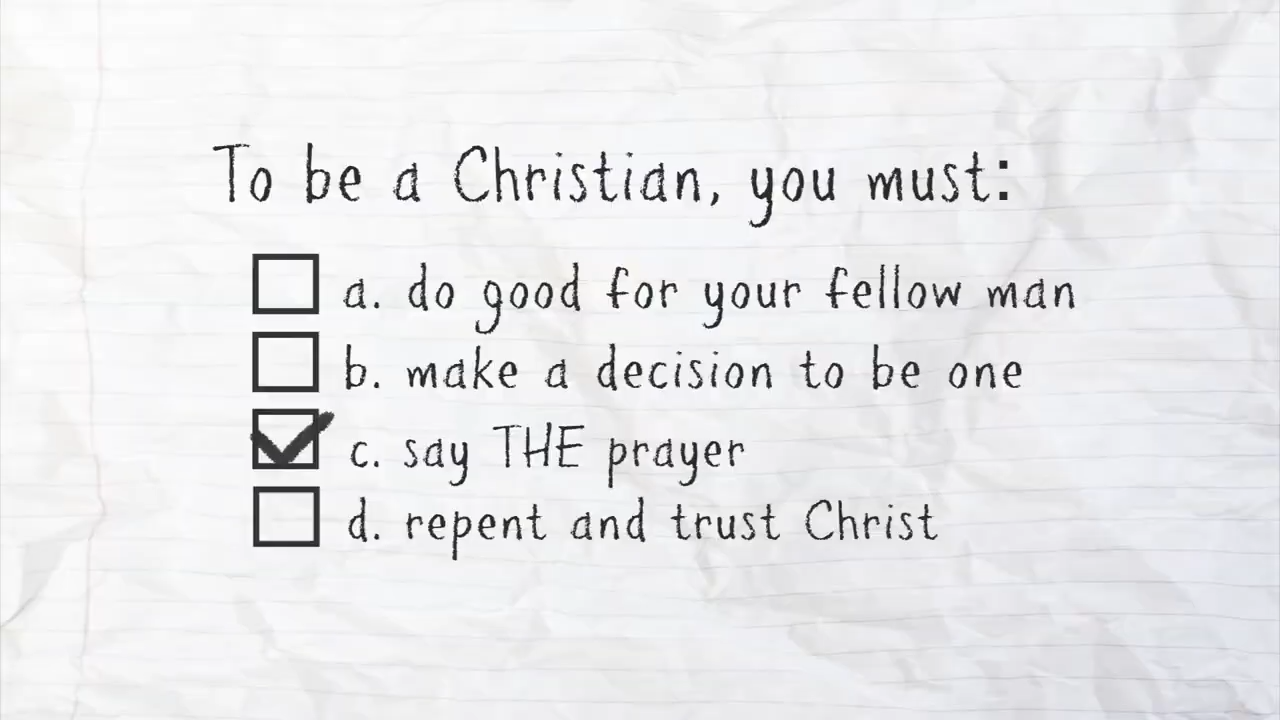 To be a Christian, you must:
a. do good for your fellow man
b. make a decision to be one
c. say THE prayer
d. repent and trust Christ